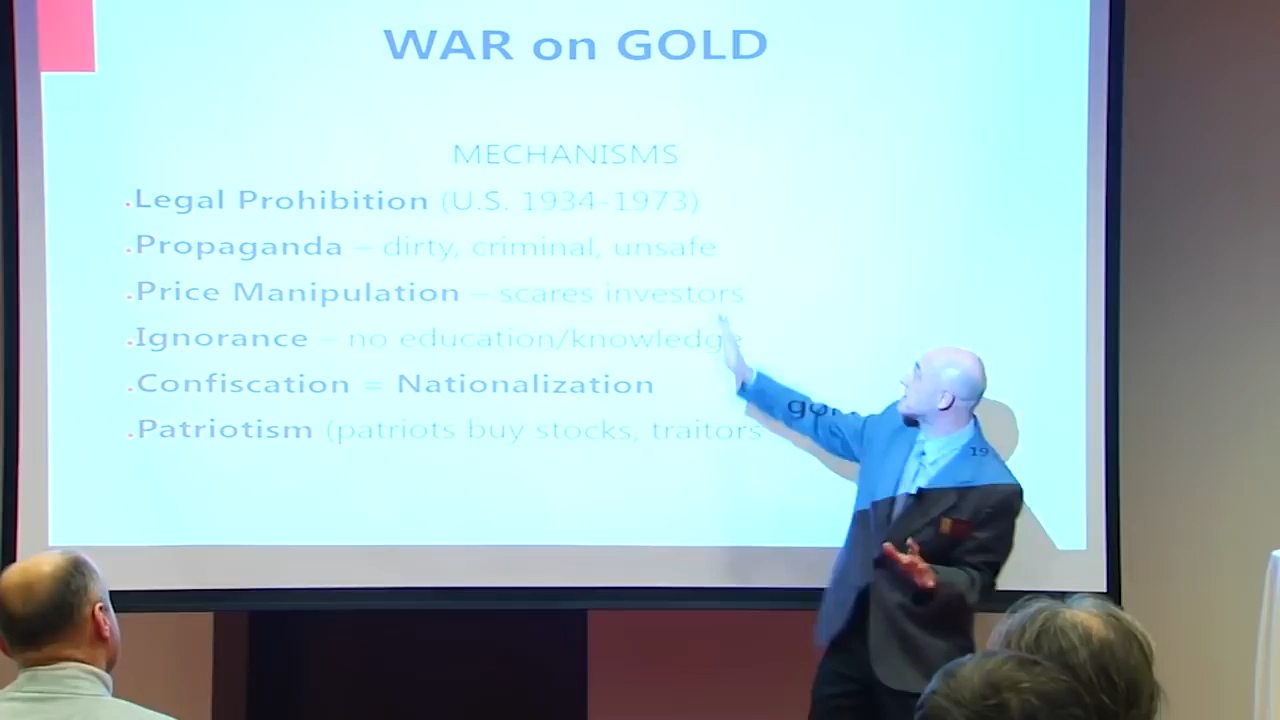 WAR on GOLD
MECHANISMS
.Legal Prohibition (U.S. 1934-1973)
.Propaganda – dirty, criminal, unsafe
.Price Manipulation – scares investors
.Ignorance – no education/knowledge
.Confiscation = Nationalization
.Patriotism (patriots buy stocks, traitors
19